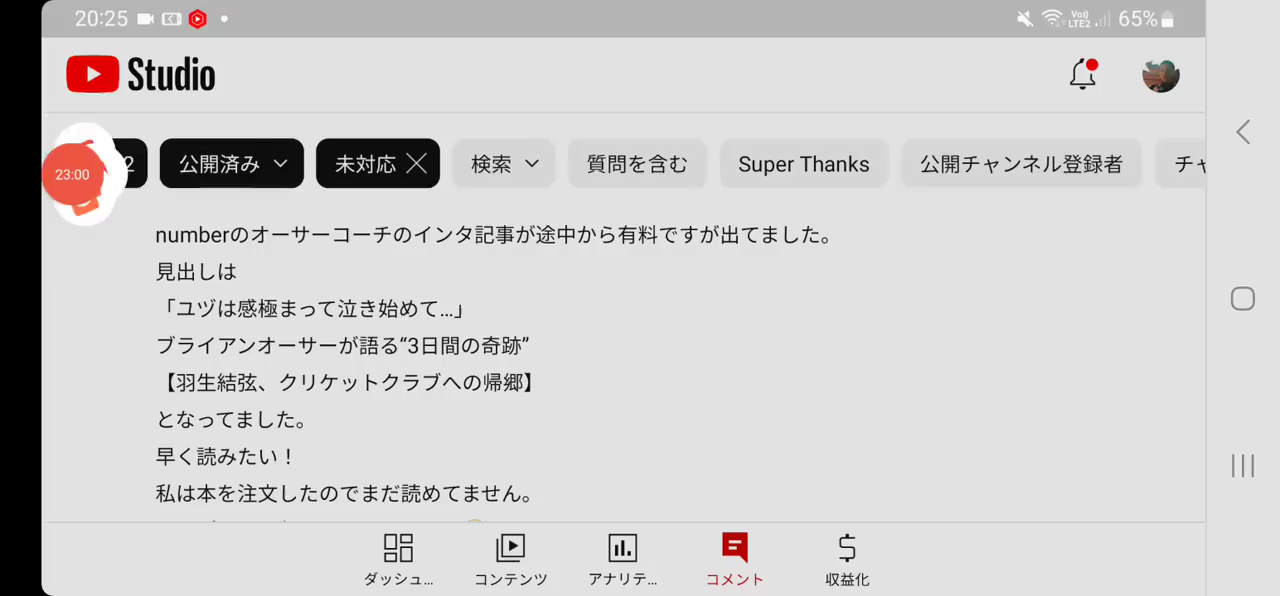 20:25
Vo) LTE2
65%
Studio
23:00
2
公開済み
未対応
検索
質問を含む
Super Thanks
公開チャンネル登録者
チャ
numberのオーサーコーチのインタ記事が途中から有料ですが出てました。
見出しは
「ユヅは感極まって泣き始めて…」
ブライアンオーサーが語る“3日間の奇跡”
【羽生結弦、クリケットクラブへの帰郷】
となってました。
早く読みたい！
私は本を注文したのでまだ読めてません。
ダッシュ...
コンテンツ
アナリテ...
コメント
収益化